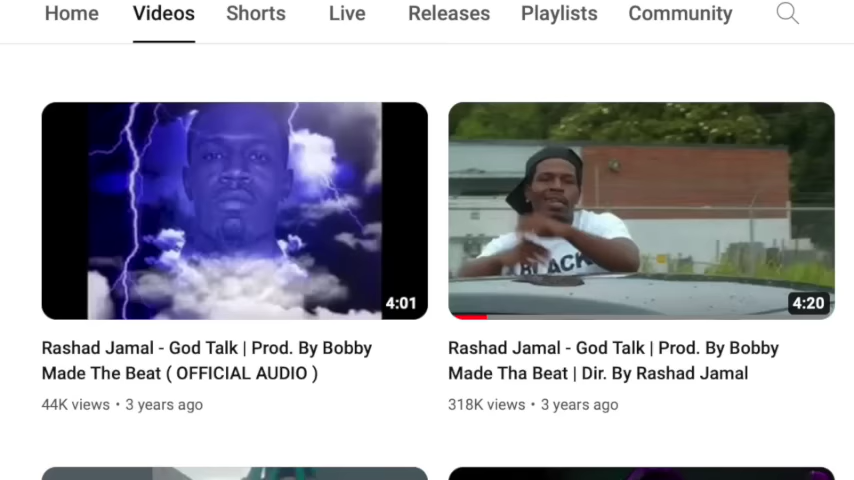 Home Videos Shorts Live Releases Playlists Community
4:01
BLACK
4:20
Rashad Jamal - God Talk | Prod. By Bobby
Made The Beat ( OFFICIAL AUDIO )
44K views • 3 years ago
Rashad Jamal - God Talk | Prod. By Bobby
Made Tha Beat | Dir. By Rashad Jamal
318K views • 3 years ago